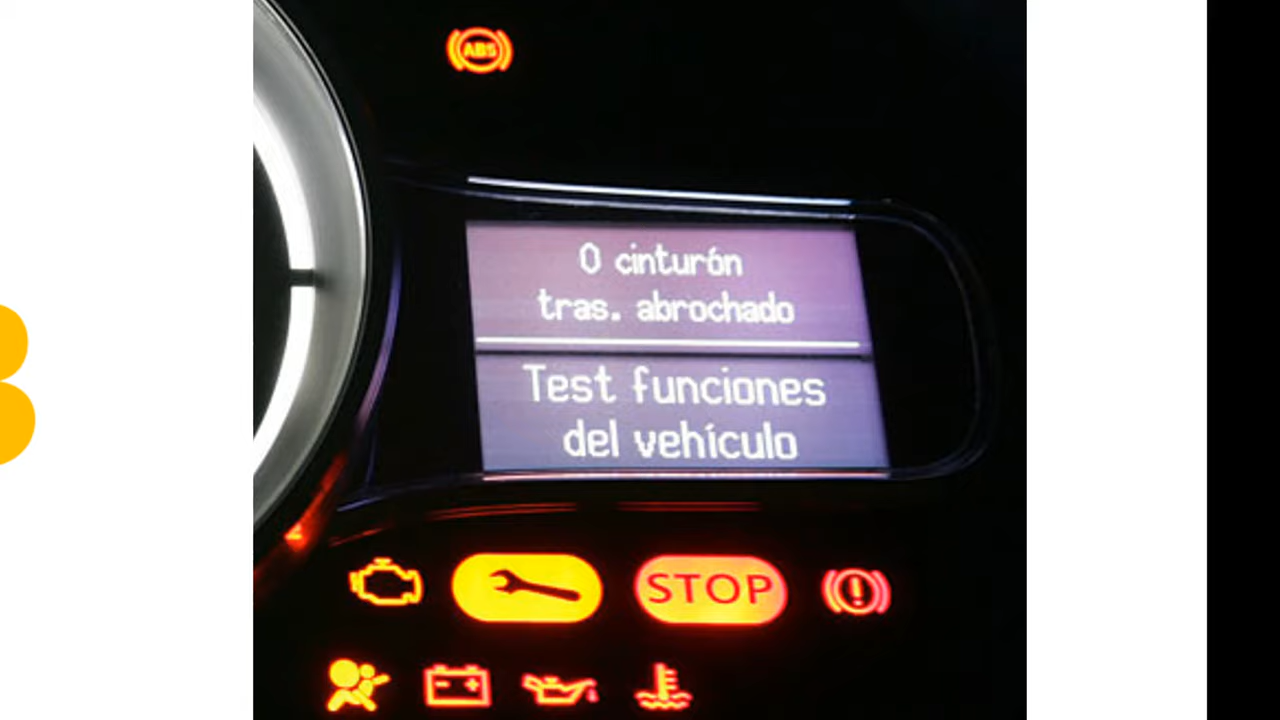 ABS
0 cinturón
tras. abrochado
Test funciones
del vehículo
STOP